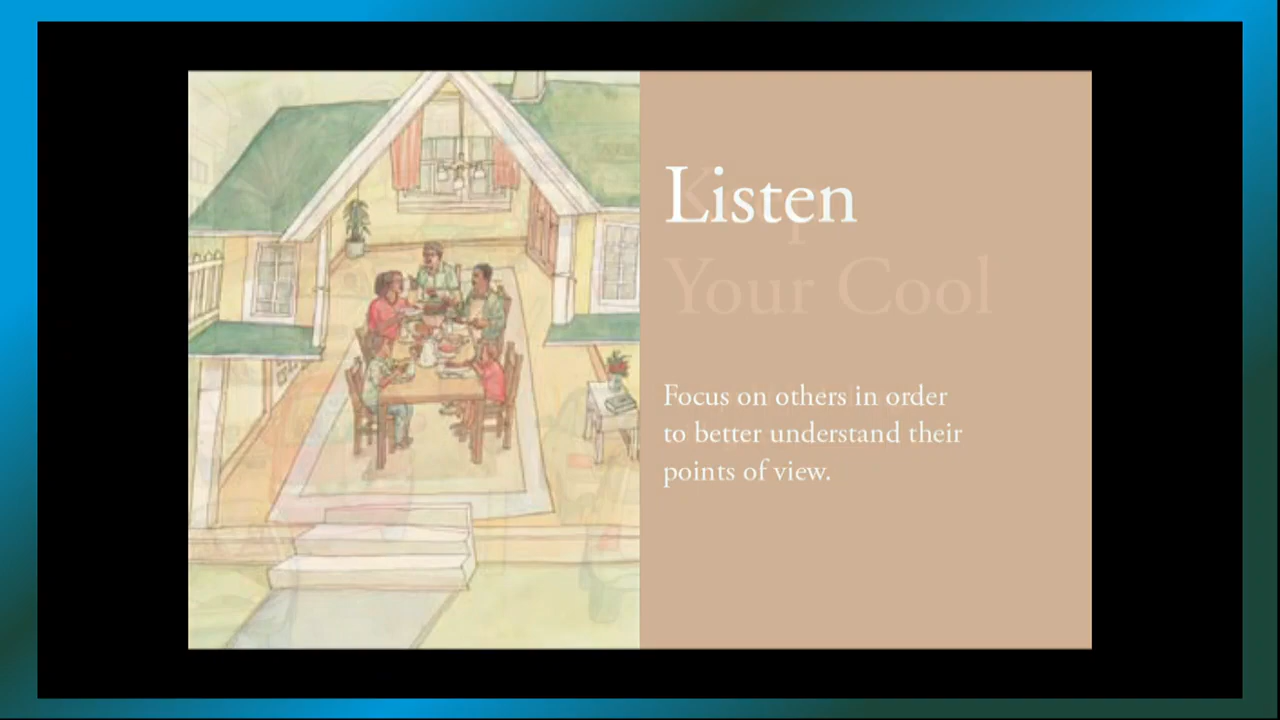 Listen
Your Cool
Focus on others in order
to better understand their
points of view.